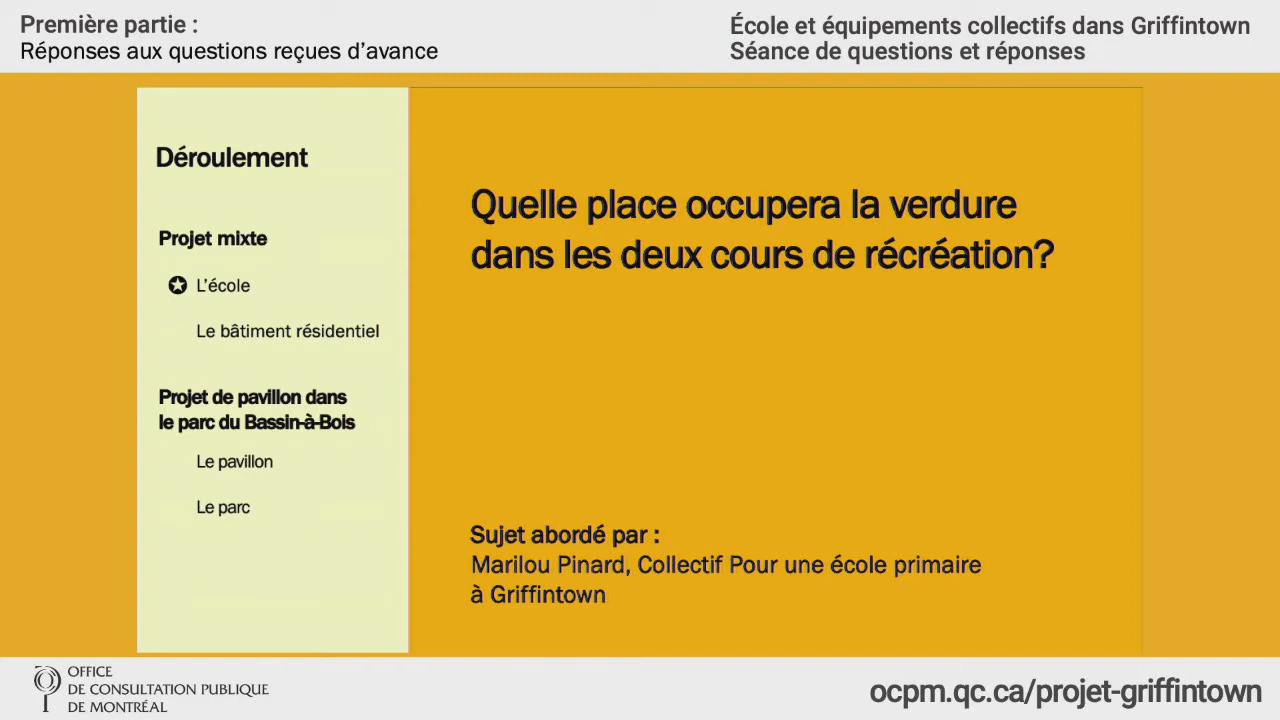 Première partie :
Réponses aux questions reçues d’avance
École et équipements collectifs dans Griffintown
Séance de questions et réponses
Déroulement
Projet mixte
L’école
Le bâtiment résidentiel
Projet de pavillon dans
le parc du Bassin-à-Bois
Le pavillon
Le parc
Quelle place occupera la verdure
dans les deux cours de récréation?
Sujet abordé par :
Marilou Pinard, Collectif Pour une école primaire
à Griffintown
OFFICE
DE CONSULTATION PUBLIQUE
DE MONTRÉAL
ocpm.qc.ca/projet-griffintown